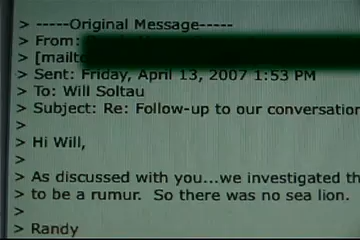 > -----Original Message-----
> From:
> [mailto
> Sent: Friday, April 13, 2007 1:53 PM
> To: Will Soltau
> Subject: Re: Follow-up to our conversation
>
> Hi Will,
>
> As discussed with you...we investigated th
> to be a rumur. So there was no sea lion.
>
> Randy